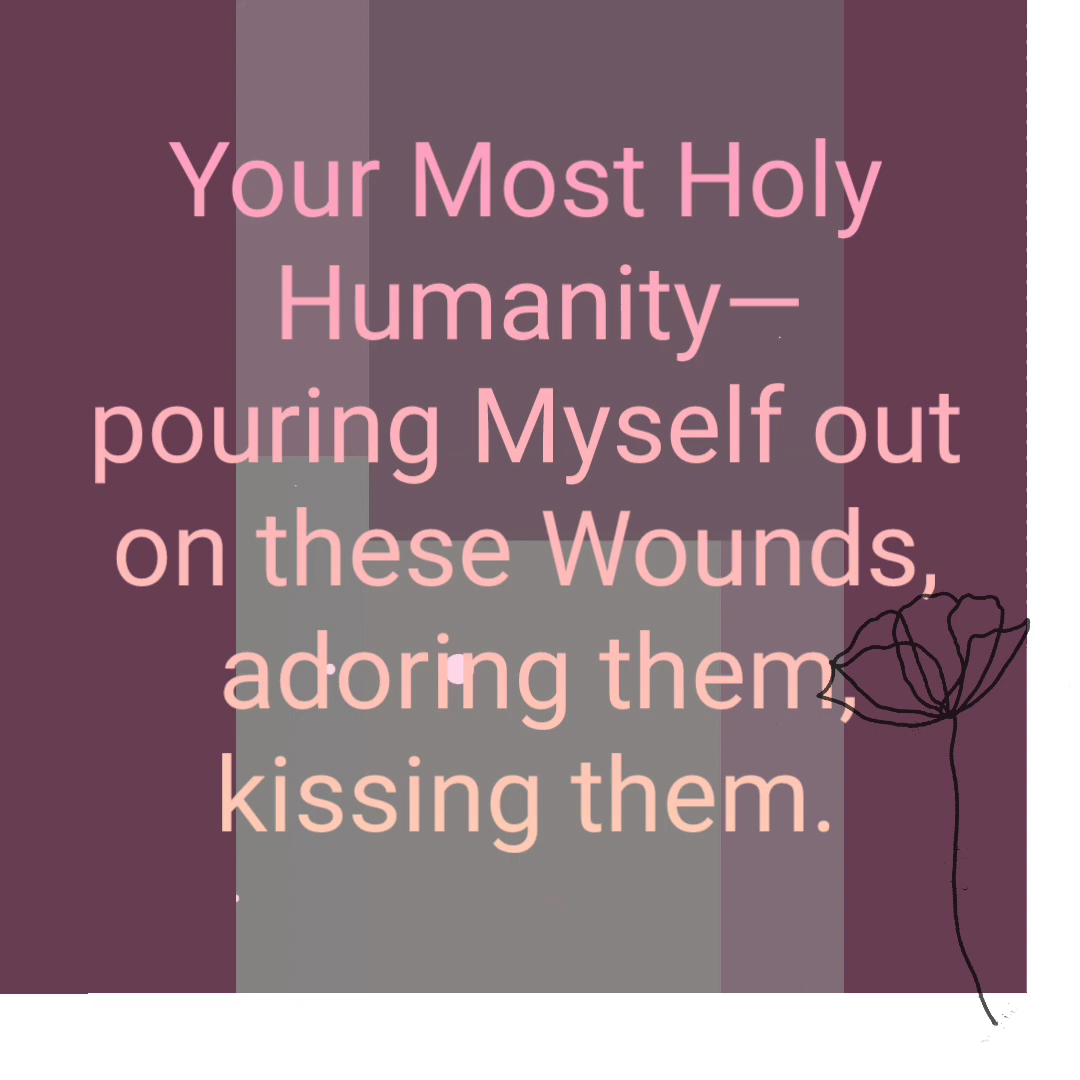 Your Most Holy
Humanity—
pouring Myself out
on these Wounds,
adoring them,
kissing them.